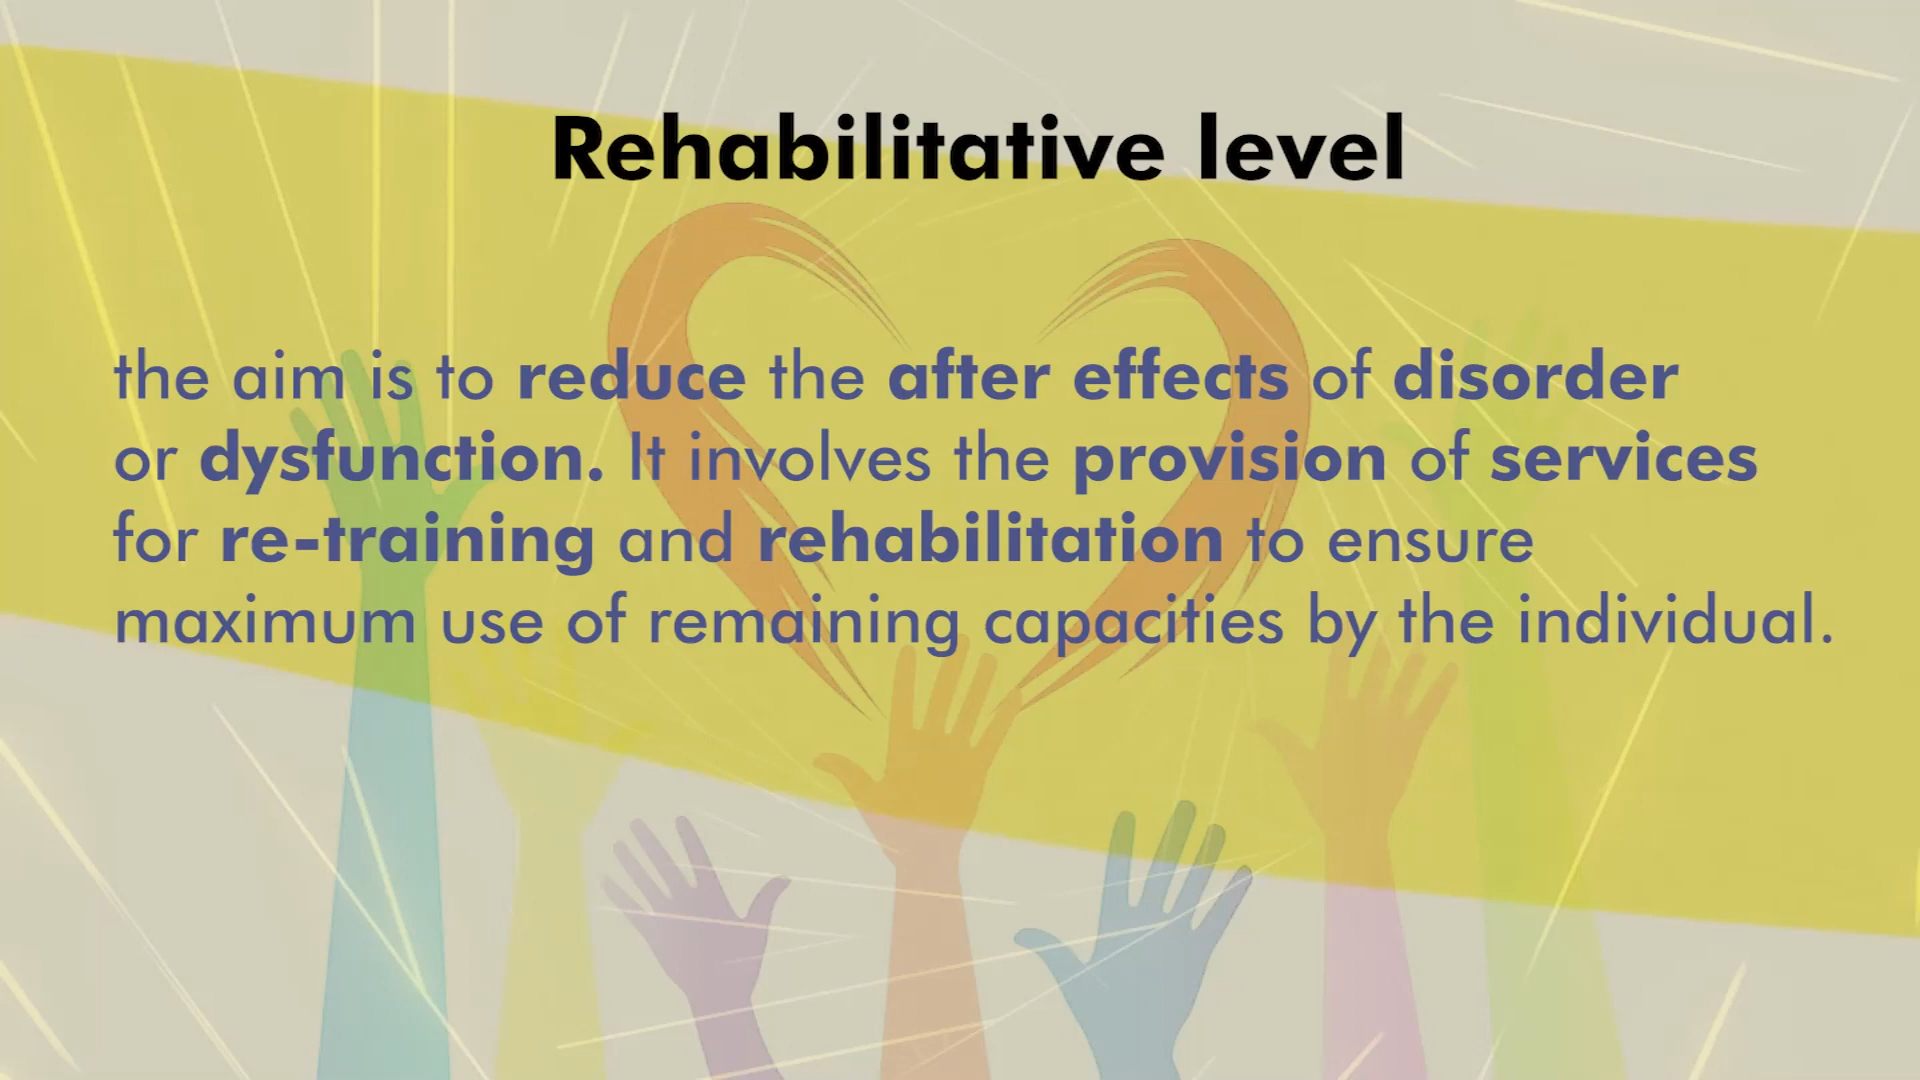 Rehabilitative level
the aim is to reduce the after effects of disorder
or dysfunction. It involves the provision of services
for re-training and rehabilitation to ensure
maximum use of remaining capacities by the individual.